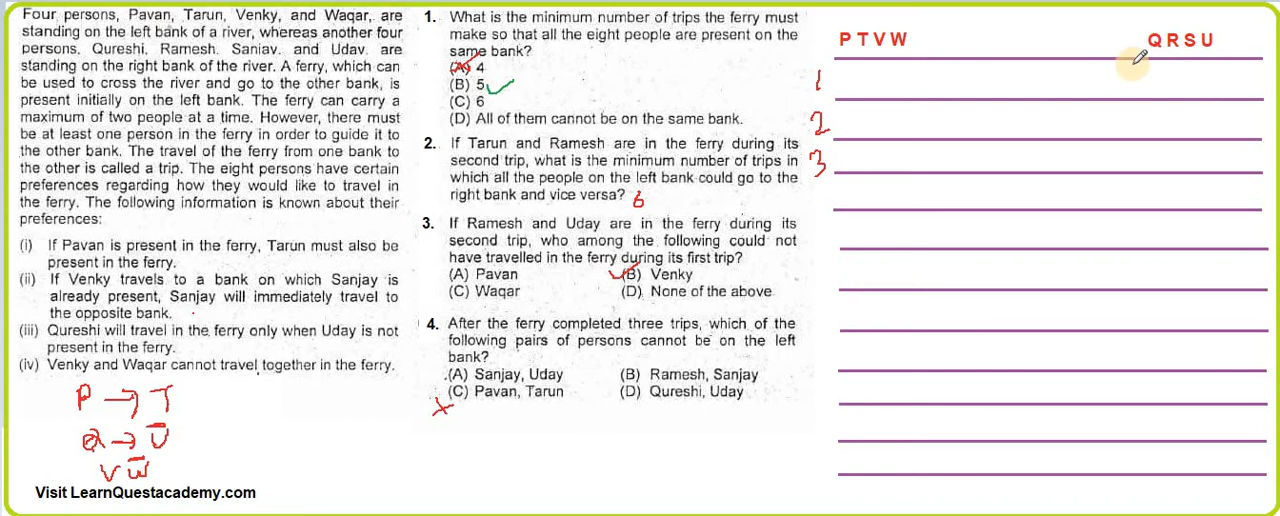 Four persons, Pavan, Tarun, Venky, and Waqar, are
standing on the left bank of a river, whereas another four
persons, Qureshi, Ramesh, Sanjay, and Uday, are
standing on the right bank of the river. A ferry, which can
be used to cross the river and go to the other bank, is
present initially on the left bank. The ferry can carry a
maximum of two people at a time. However, there must
be at least one person in the ferry in order to guide it to
the other bank. The travel of the ferry from one bank to
the other is called a trip. The eight persons have certain
preferences regarding how they would like to travel in
the ferry. The following information is known about their
preferences:
(i) If Pavan is present in the ferry, Tarun must also be
present in the ferry.
(ii) If Venky travels to a bank on which Sanjay is
already present, Sanjay will immediately travel to
the opposite bank.
(iii) Qureshi will travel in the ferry only when Uday is not
present in the ferry.
(iv) Venky and Waqar cannot travel together in the ferry.
P → T
Q → U̅
V W̅
Visit LearnQuestacademy.com
1. What is the minimum number of trips the ferry must
make so that all the eight people are present on the
same bank?
(A) 4
(B) 5
(C) 6
(D) All of them cannot be on the same bank.
2. If Tarun and Ramesh are in the ferry during its
second trip, what is the minimum number of trips in
which all the people on the left bank could go to the
right bank and vice versa? 6
3. If Ramesh and Uday are in the ferry during its
second trip, who among the following could not
have travelled in the ferry during its first trip?
(A) Pavan (B) Venky
(C) Waqar (D) None of the above
4. After the ferry completed three trips, which of the
following pairs of persons cannot be on the left
bank?
(A) Sanjay, Uday (B) Ramesh, Sanjay
(C) Pavan, Tarun (D) Qureshi, Uday
P T V W Q R S U
1
2
3